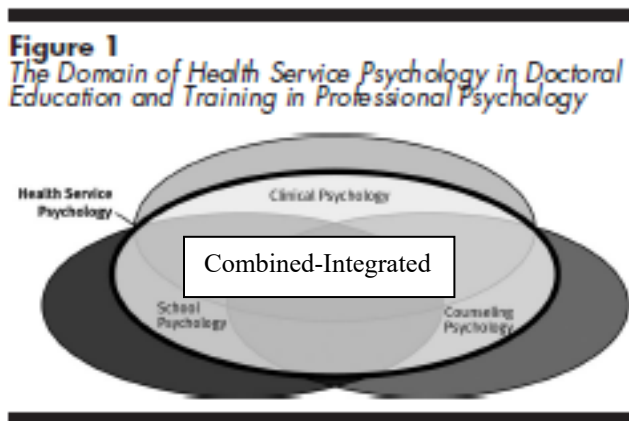 Figure 1
The Domain of Health Service Psychology in Doctoral
Education and Training in Professional Psychology
Health Service
Psychology
Clinical Psychology
Combined-Integrated
School
Psychology
Counseling
Psychology